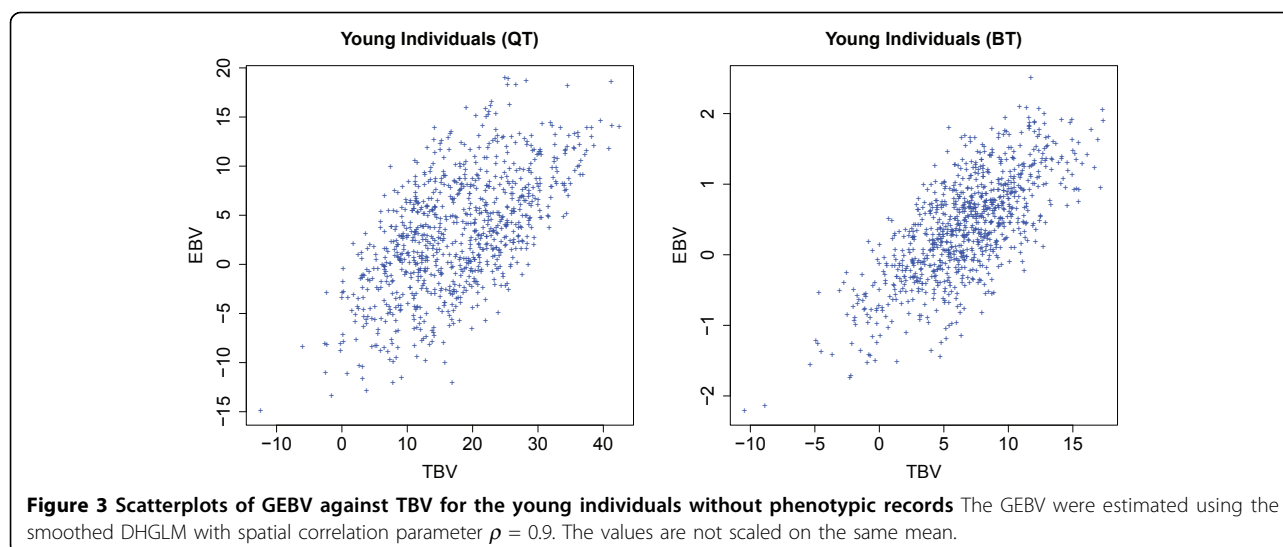 Young Individuals (QT)
EBV
20
15
10
5
0
−5
−10
−15
−10 0 10 20 30 40
TBV
Young Individuals (BT)
EBV
2
1
0
−1
−2
−10 −5 0 5 10 15
TBV
Figure 3 Scatterplots of GEBV against TBV for the young individuals without phenotypic records The GEBV were estimated using the
smoothed DHGLM with spatial correlation parameter ρ = 0.9. The values are not scaled on the same mean.